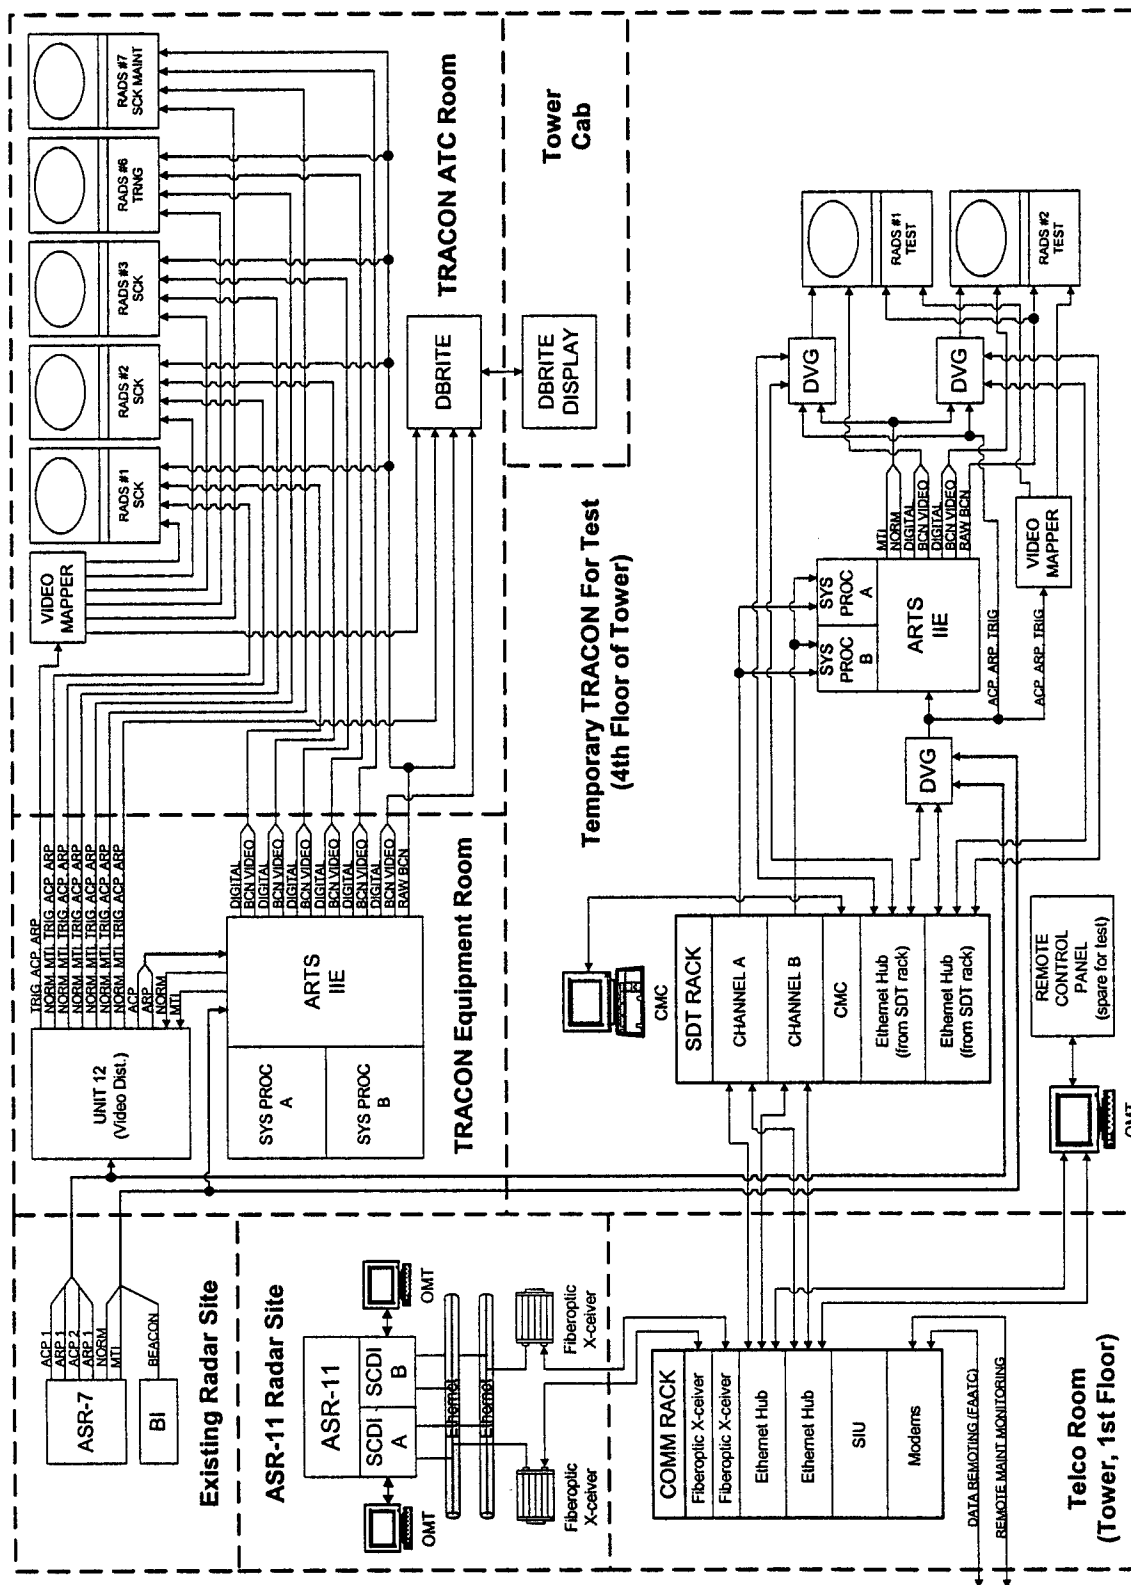 ASR-7
BI
ACP 1
ARP 1
ACP 2
ARP 1
NORM
MTI
BEACON
Existing Radar Site
ASR-11 Radar Site
ASR-11
SCDI
A
SCDI
B
OMT
OMT
Ethernet
Ethernet
Fiberoptic
X-ceiver
Fiberoptic
X-ceiver
COMM RACK
Fiberoptic X-ceiver
Fiberoptic X-ceiver
Ethernet Hub
Ethernet Hub
SIU
Modems
DATA REMOTING (FAATC)
REMOTE MAINT MONITORING
Telco Room
(Tower, 1st Floor)
UNIT 12
(Video Dist.)
TRIG, ACP, ARP
NORM, MTI, TRIG, ACP, ARP
NORM, MTI, TRIG, ACP, ARP
NORM, MTI, TRIG, ACP, ARP
NORM, MTI, TRIG, ACP, ARP
NORM, MTI, TRIG, ACP, ARP
NORM, TRIG, ACP, ARP
ACP
ARP
NORM
MTI
SYS PROC
A
SYS PROC
B
ARTS
IIE
DIGITAL
BCN VIDEO
DIGITAL
BCN VIDEO
DIGITAL
BCN VIDEO
DIGITAL
BCN VIDEO
DIGITAL
BCN VIDEO
DIGITAL
BCN VIDEO
RAW BCN
TRACON Equipment Room
VIDEO
MAPPER
RADS #1
SCK
RADS #2
SCK
RADS #3
SCK
RADS #6
TRNG
RADS #7
SCK MAINT
DBRITE
TRACON ATC Room
DBRITE
DISPLAY
Tower
Cab
Temporary TRACON For Test
(4th Floor of Tower)
CMC
SDT RACK
CHANNEL A
CHANNEL B
CMC
Ethernet Hub
(from SDT rack)
Ethernet Hub
(from SDT rack)
REMOTE
CONTROL
PANEL
(spare for test)
OMT
DVG
SYS
PROC
B
SYS
PROC
A
ARTS
IIE
ACP, ARP, TRIG
ACP, ARP, TRIG
MTI
NORM
DIGITAL
BCN VIDEO
DIGITAL
BCN VIDEO
RAW BCN
VIDEO
MAPPER
DVG
DVG
RADS #1
TEST
RADS #2
TEST